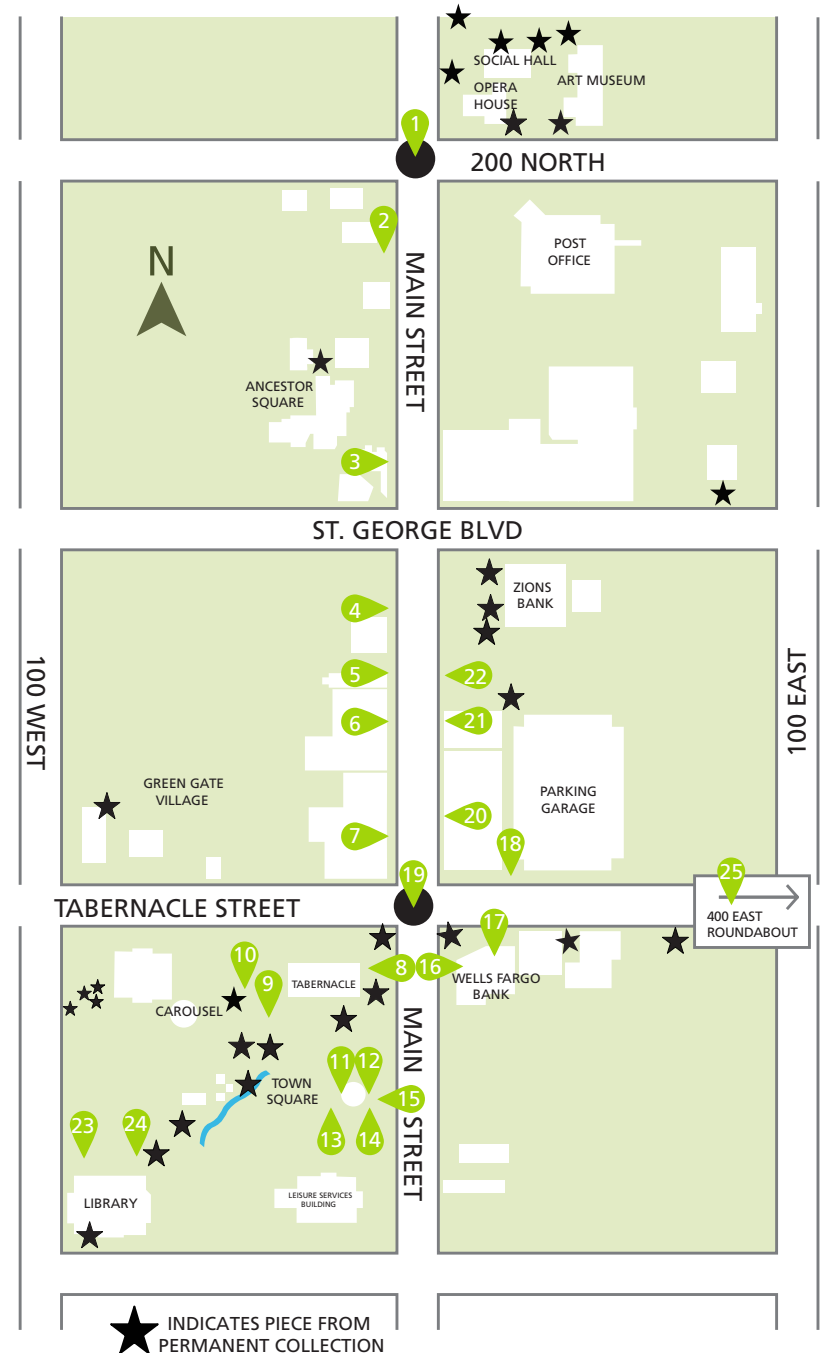 SOCIAL HALL
ART MUSEUM
OPERA
HOUSE
1
200 NORTH
2
N
POST
OFFICE
MAIN STREET
ANCESTOR
SQUARE
3
ST. GEORGE BLVD
4
ZIONS
BANK
5
22
6
21
100 WEST
100 EAST
GREEN GATE
VILLAGE
PARKING
GARAGE
20
7
18
19
25
TABERNACLE STREET
400 EAST
ROUNDABOUT
17
10
9
8
16
TABERNACLE
WELLS FARGO
BANK
CAROUSEL
MAIN STREET
11
12
TOWN
SQUARE
15
23
24
13
14
LIBRARY
LEISURE SERVICES
BUILDING
INDICATES PIECE FROM
PERMANENT COLLECTION